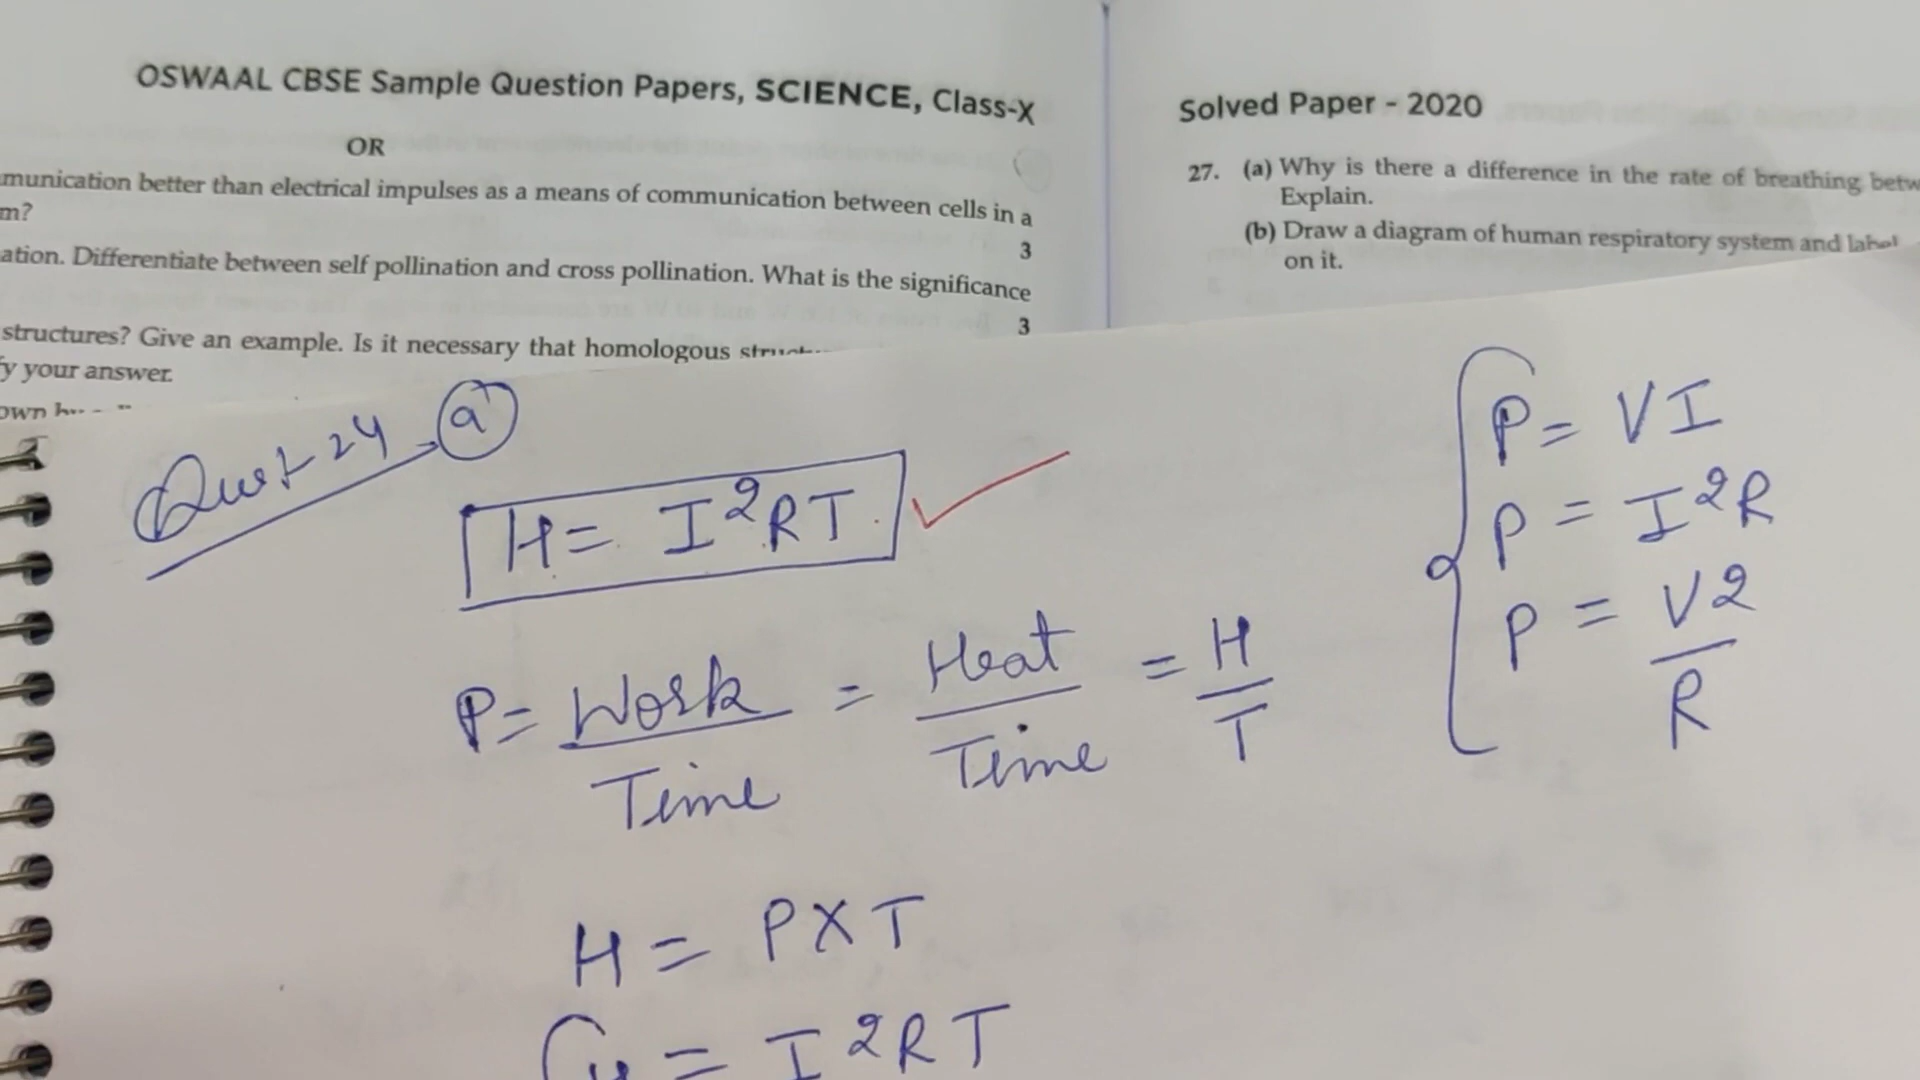 OSWAAL CBSE Sample Question Papers, SCIENCE, Class-X
OR
munication better than electrical impulses as a means of communication between cells in a
m?
3
ation. Differentiate between self pollination and cross pollination. What is the significance
3
structures? Give an example. Is it necessary that homologous
y your answer.
own
Solved Paper - 2020
27. (a) Why is there a difference in the rate of breathing betw
Explain.
(b) Draw a diagram of human respiratory system and label
on it.
Quest 24 a
H = I²RT
P = Work / Time = Heat / Time = H / T
H = P X T
H = I²RT
P = VI
P = I²R
P = V2 / R